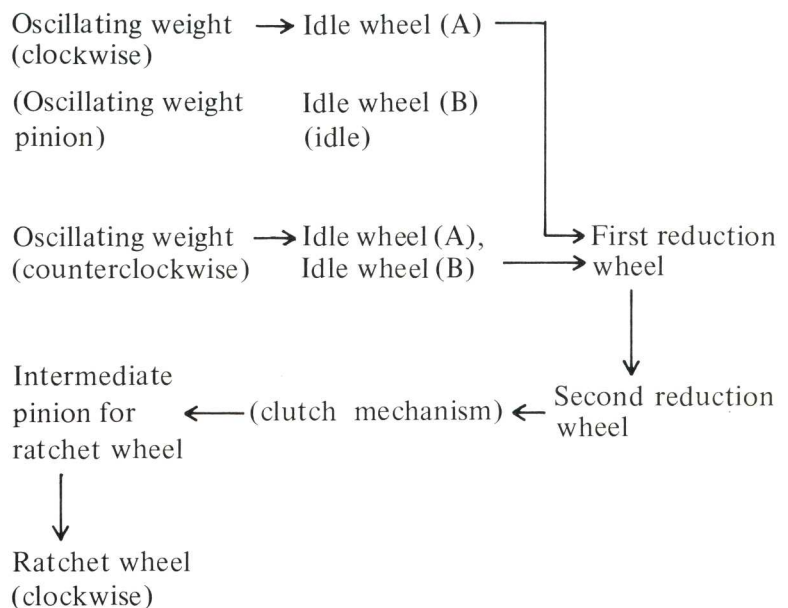 Oscillating weight → Idle wheel (A)
(clockwise)
(Oscillating weight Idle wheel (B)
pinion) (idle)
Oscillating weight → Idle wheel (A), → First reduction
(counterclockwise) Idle wheel (B) → wheel
Intermediate
pinion for ← (clutch mechanism) ← Second reduction
ratchet wheel wheel
Ratchet wheel
(clockwise)